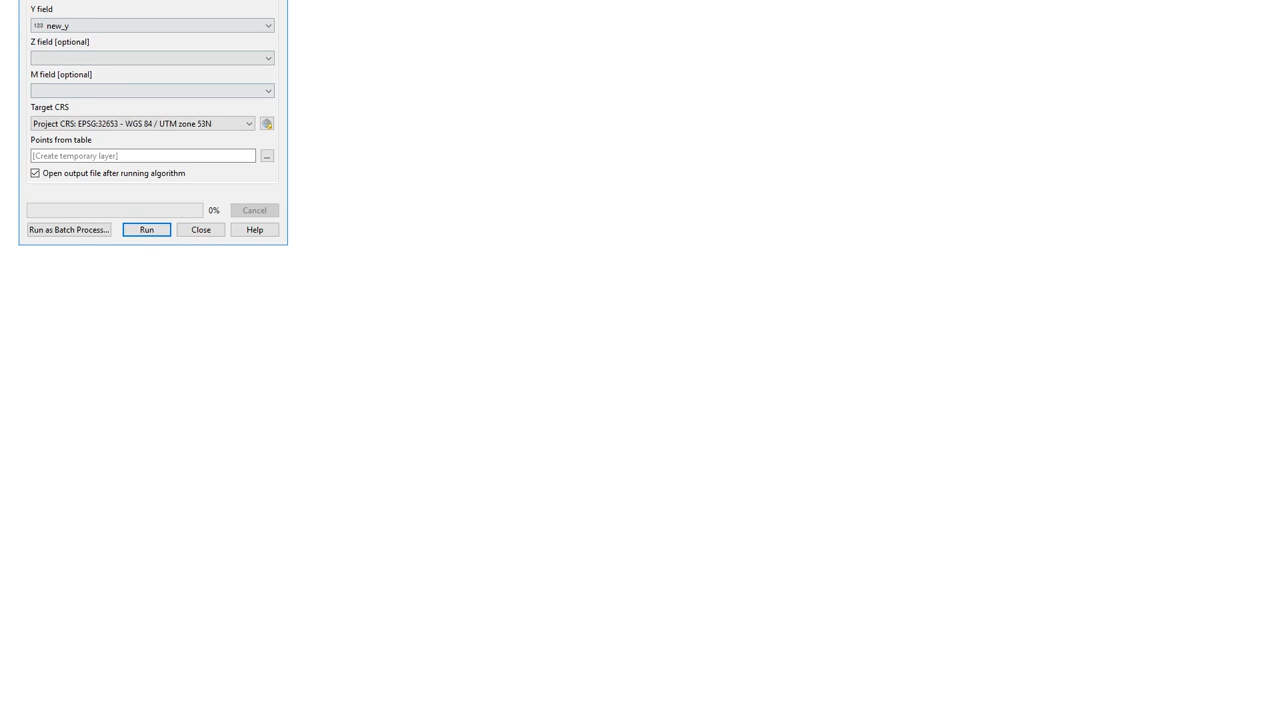 Y field
123 new_y
Z field [optional]
M field [optional]
Target CRS
Project CRS: EPSG:32653 - WGS 84 / UTM zone 53N
Points from table
[Create temporary layer]
...
Open output file after running algorithm
0%
Cancel
Run as Batch Process...
Run
Close
Help